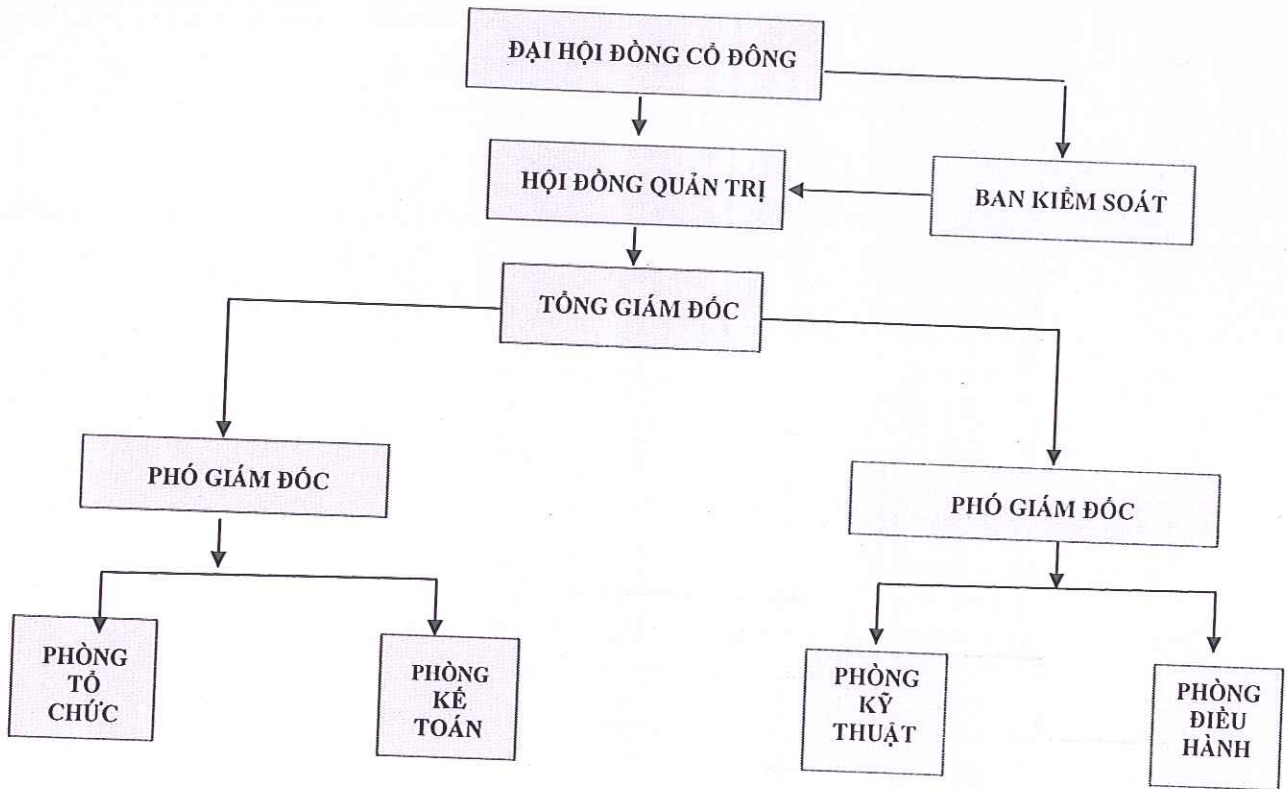 ĐẠI HỘI ĐỒNG CỔ ĐÔNG
HỘI ĐỒNG QUẢN TRỊ
BAN KIỂM SOÁT
TỔNG GIÁM ĐỐC
PHÓ GIÁM ĐỐC
PHÓ GIÁM ĐỐC
PHÒNG
TỔ
CHỨC
PHÒNG
KẾ
TOÁN
PHÒNG
KỸ
THUẬT
PHÒNG
ĐIỀU
HÀNH